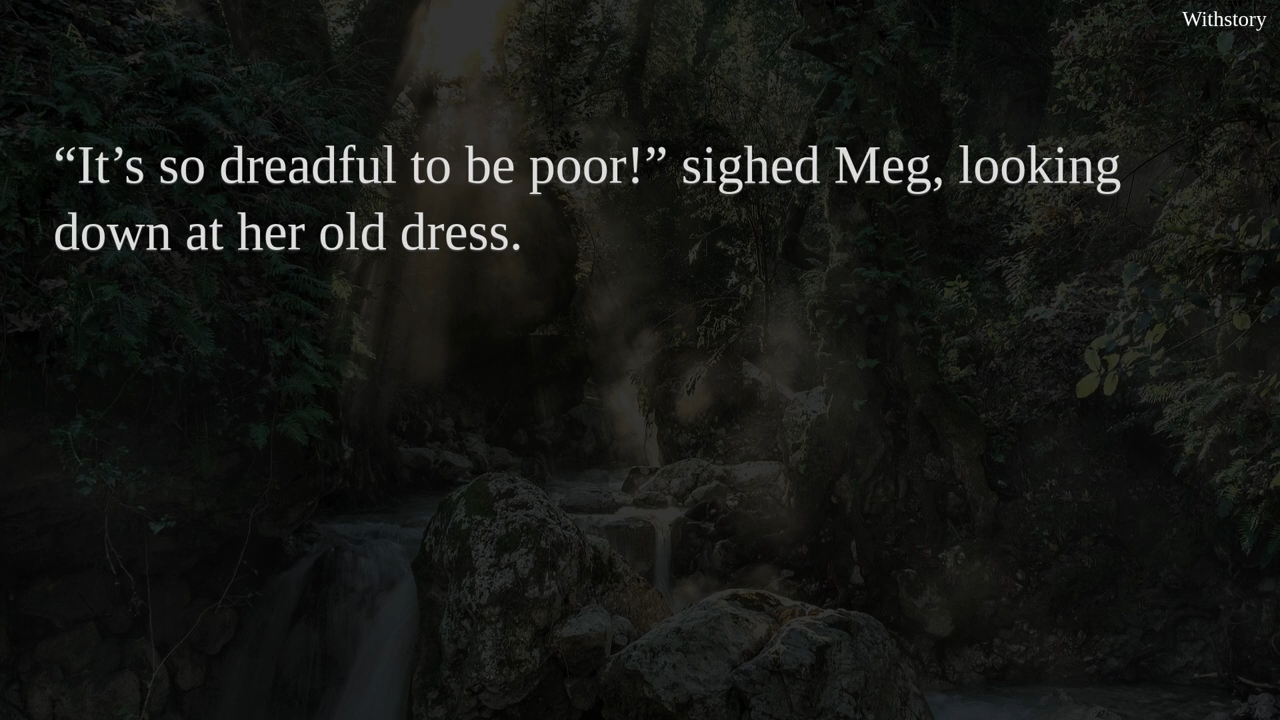 Withstory
“It’s so dreadful to be poor!” sighed Meg, looking
down at her old dress.